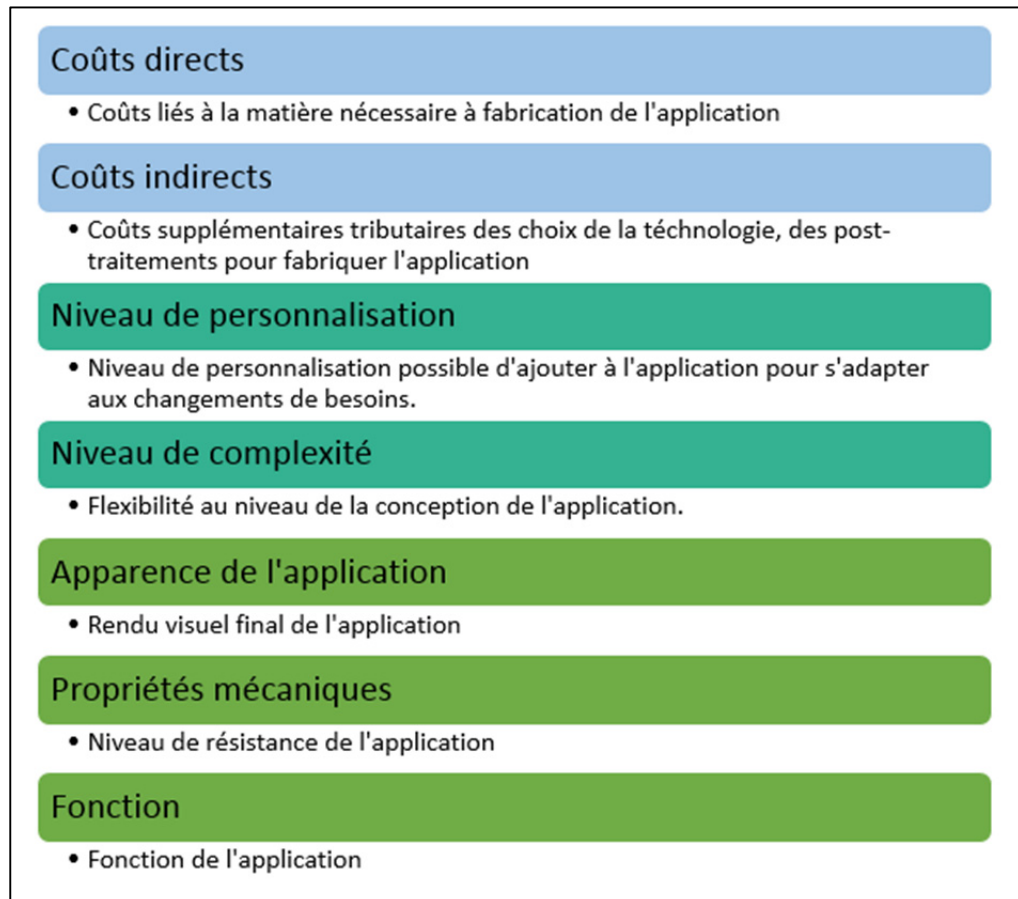 Coûts directs
• Coûts liés à la matière nécessaire à fabrication de l'application
Coûts indirects
• Coûts supplémentaires tributaires des choix de la téchnologie, des post-
traitements pour fabriquer l'application
Niveau de personnalisation
• Niveau de personnalisation possible d'ajouter à l'application pour s'adapter
aux changements de besoins.
Niveau de complexité
• Flexibilité au niveau de la conception de l'application.
Apparence de l'application
• Rendu visuel final de l'application
Propriétés mécaniques
• Niveau de résistance de l'application
Fonction
• Fonction de l'application